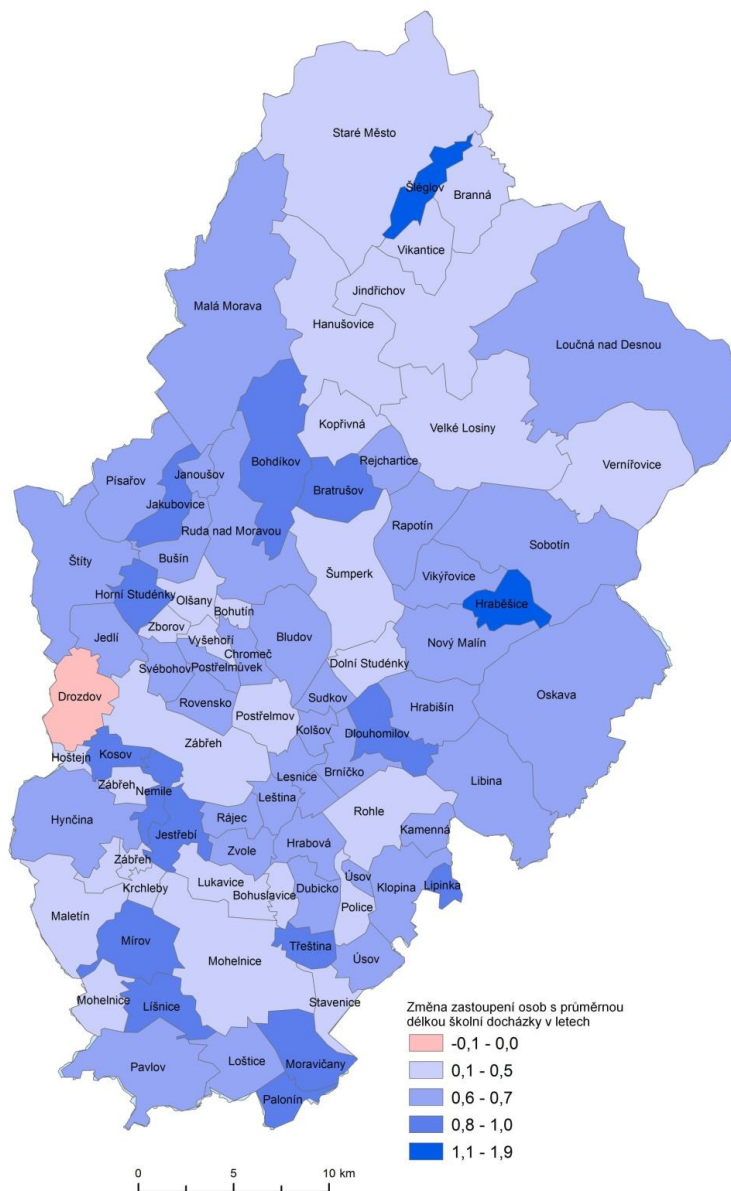 Staré Město
Šléglov
Branná
Vikantice
Jindřichov
Malá Morava
Hanušovice
Loučná nad Desnou
Kopřivná
Velké Losiny
Rejchartice
Vernířovice
Písařov
Janoušov
Bohdíkov
Bratrušov
Jakubovice
Rapotín
Ruda nad Moravou
Sobotín
Štíty
Bušín
Šumperk
Vikýřovice
Horní Studénky
Olšany
Hraběšice
Bohutín
Zborov
Jedlí
Vyšehoří
Bludov
Nový Malín
Chromeč
Svébohov
Postřelmůvek
Dolní Studénky
Drozdov
Rovensko
Sudkov
Hrabišín
Oskava
Postřelmov
Kolšov
Dlouhomilov
Zábřeh
Hoštejn
Kosov
Brníčko
Libina
Lesnice
Zábřeh
Nemile
Leština
Hynčina
Rohle
Rájec
Jestřebí
Kamenná
Zvole
Hrabová
Zábřeh
Lukavice
Úsov
Krchleby
Bohuslavice
Dubicko
Klopina
Lipinka
Police
Maletín
Mírov
Třeština
Mohelnice
Úsov
Mohelnice
Líšnice
Stavenice
Pavlov
Loštice
Moravičany
Palonín
Změna zastoupení osob s průměrnou
délkou školní docházky v letech
-0,1 - 0,0
0,1 - 0,5
0,6 - 0,7
0,8 - 1,0
1,1 - 1,9
0 5 10 km